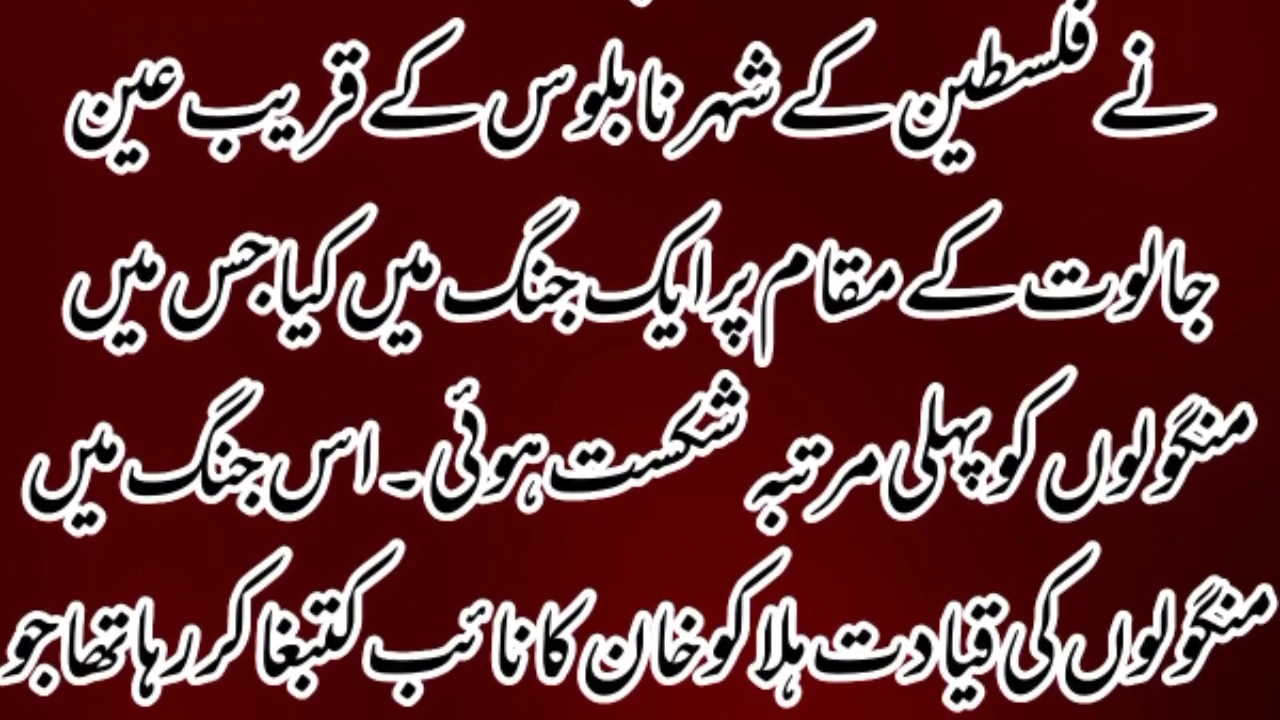 نے فلسطین کے شہر نابلوس کے قریب عین
جالوت کے مقام پر ایک جنگ میں کیا جس میں
منگولوں کو پہلی مرتبہ شکست ہوئی۔ اس جنگ میں
منگولوں کی قیادت ہلاکو خان کا نائب کتبغا کر رہا تھا جو